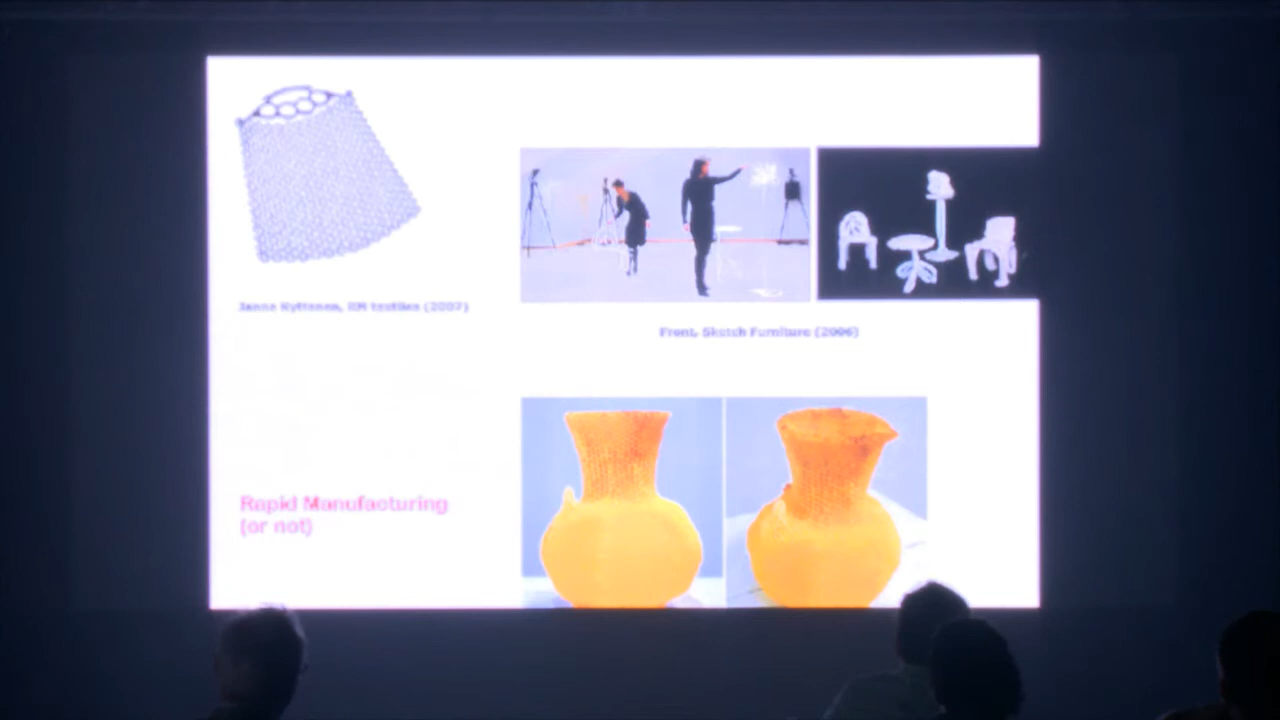 Janne Kyttanen, RM textiles (2007)
Front, Sketch Furniture (2006)
Rapid Manufacturing
(or not)